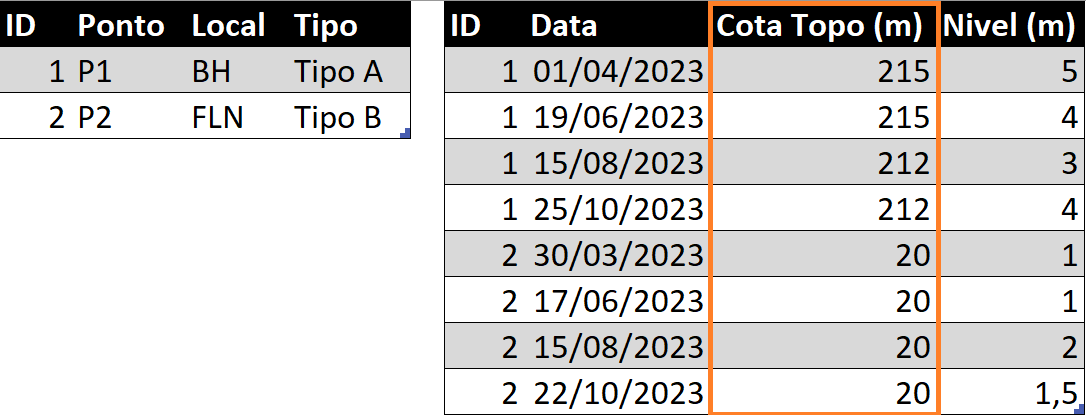 ID Ponto Local Tipo
1 P1 BH Tipo A
2 P2 FLN Tipo B
ID Data Cota Topo (m) Nivel (m)
1 01/04/2023 215 5
1 19/06/2023 215 4
1 15/08/2023 212 3
1 25/10/2023 212 4
2 30/03/2023 20 1
2 17/06/2023 20 1
2 15/08/2023 20 2
2 22/10/2023 20 1,5